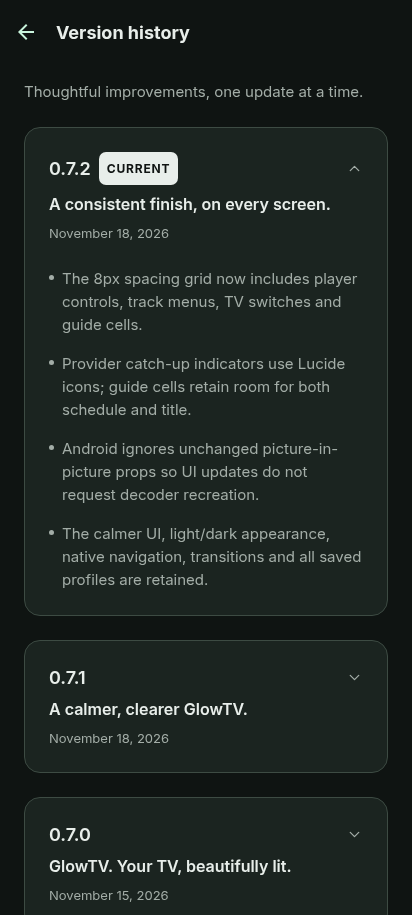 Version history
Thoughtful improvements, one update at a time.
0.7.2 CURRENT
A consistent finish, on every screen.
November 18, 2026
• The 8px spacing grid now includes player
controls, track menus, TV switches and
guide cells.
• Provider catch-up indicators use Lucide
icons; guide cells retain room for both
schedule and title.
• Android ignores unchanged picture-in-
picture props so UI updates do not
request decoder recreation.
• The calmer UI, light/dark appearance,
native navigation, transitions and all saved
profiles are retained.
0.7.1
A calmer, clearer GlowTV.
November 18, 2026
0.7.0
GlowTV. Your TV, beautifully lit.
November 15, 2026